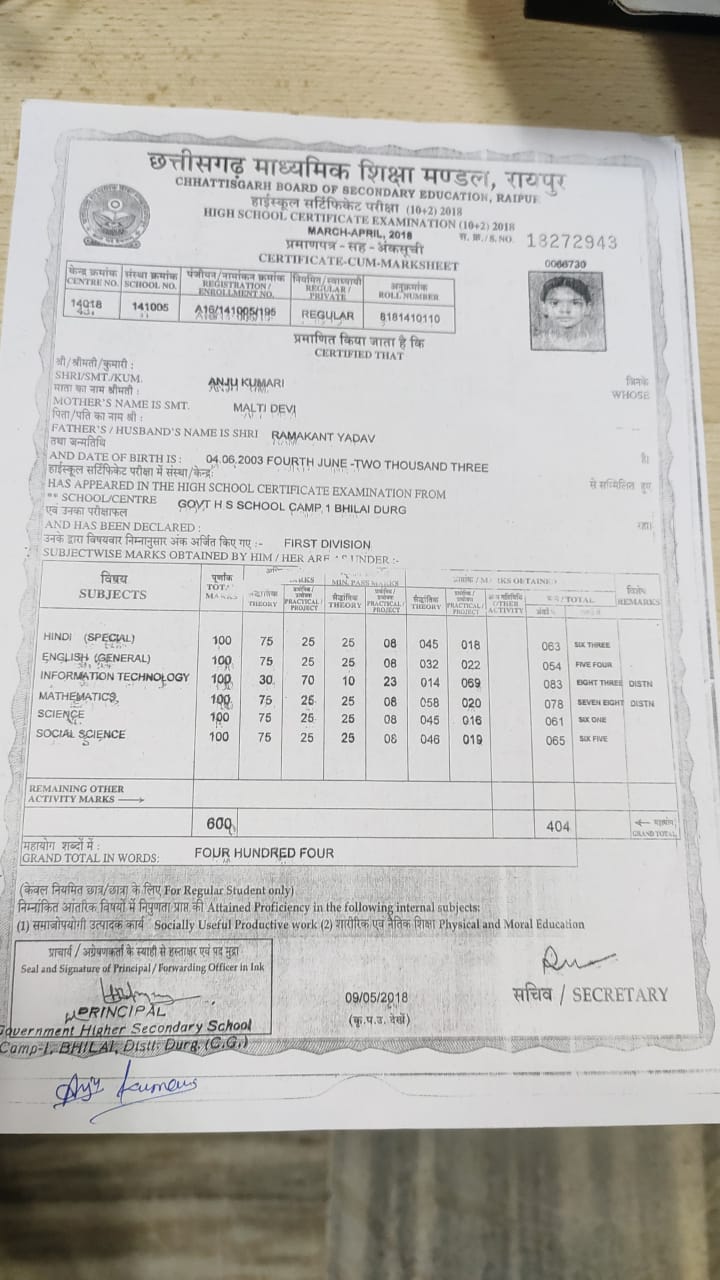 छत्तीसगढ़ माध्यमिक शिक्षा मण्डल, रायपुर
CHHATTISGARH BOARD OF SECONDARY EDUCATION, RAIPUR
हाईस्कूल सर्टिफिकेट परीक्षा (10+2) 2018
HIGH SCHOOL CERTIFICATE EXAMINATION (10+2) 2018
MARCH-APRIL, 2018 स. क्र./S. NO. 18272943
प्रमाणपत्र - सह - अंकसूची
CERTIFICATE-CUM-MARKSHEET 0066730
केन्द्र क्रमांक संस्था क्रमांक पंजीयन/नामांकन क्रमांक नियमित/स्वाध्यायी अनुक्रमांक
CENTRE NO. SCHOOL NO. REGISTRATION / ENROLLMENT NO. REGULAR / PRIVATE ROLL NUMBER
14018 141005 A16/141005/195 REGULAR 8181410110
प्रमाणित किया जाता है कि
CERTIFIED THAT
श्री/श्रीमती/कुमारी : जिनके
SHRI/SMT./KUM. ANJU KUMARI WHOSE
माता का नाम श्रीमती :
MOTHER'S NAME IS SMT. MALTI DEVI
पिता/पति का नाम श्री :
FATHER'S / HUSBAND'S NAME IS SHRI RAMAKANT YADAV
तथा जन्मतिथि
AND DATE OF BIRTH IS : 04.06.2003 FOURTH JUNE -TWO THOUSAND THREE है।
हाईस्कूल सर्टिफिकेट परीक्षा में संस्था/केन्द्र: से सम्मिलित हुए
HAS APPEARED IN THE HIGH SCHOOL CERTIFICATE EXAMINATION FROM
** SCHOOL/CENTRE GOVT H S SCHOOL CAMP,1 BHILAI DURG
एवं उनका परीक्षाफल रहा।
AND HAS BEEN DECLARED :
उनके द्वारा विषयवार निम्नानुसार अंक अर्जित किए गए :- FIRST DIVISION
SUBJECTWISE MARKS OBTAINED BY HIM / HER ARE UNDER :-
विषय पूर्णांक विशेष
SUBJECTS MIN. PASS MARKS OBTAINED / TOTAL REMARKS
THEORY PRACTICAL/ PROJECT THEORY PRACTICAL/ PROJECT THEORY PRACTICAL/ PROJECT OTHER ACTIVITY
HINDI (SPECIAL) 100 75 25 25 08 045 018 063 SIX THREE
ENGLISH (GENERAL) 100 75 25 25 08 032 022 054 FIVE FOUR
INFORMATION TECHNOLOGY 100 30 70 10 23 014 069 083 EIGHT THREE DISTN
MATHEMATICS 100 75 25 25 08 058 020 078 SEVEN EIGHT DISTN
SCIENCE 100 75 25 25 08 045 016 061 SIX ONE
SOCIAL SCIENCE 100 75 25 25 08 046 019 065 SIX FIVE
REMAINING OTHER
ACTIVITY MARKS
600 404 महायोग
GRAND TOTAL
महायोग शब्दों में :
GRAND TOTAL IN WORDS: FOUR HUNDRED FOUR
(केवल नियमित छात्र/छात्रा के लिए For Regular Student only)
निम्नांकित आंतरिक विषयों में निपुणता प्राप्त की Attained Proficiency in the following internal subjects:
(1) समाजोपयोगी उत्पादक कार्य Socially Useful Productive work (2) शारीरिक एवं नैतिक शिक्षा Physical and Moral Education
प्राचार्य / अग्रेषणकर्ता के स्याही से हस्ताक्षर एवं पद मुद्रा
Seal and Signature of Principal / Forwarding Officer in Ink
PRINCIPAL
Government Higher Secondary School
Camp-I, BHILAI, Distt. Durg. (C.G.)
09/05/2018
(कृ.प.उ. देखें)
सचिव / SECRETARY
Anju Kumari